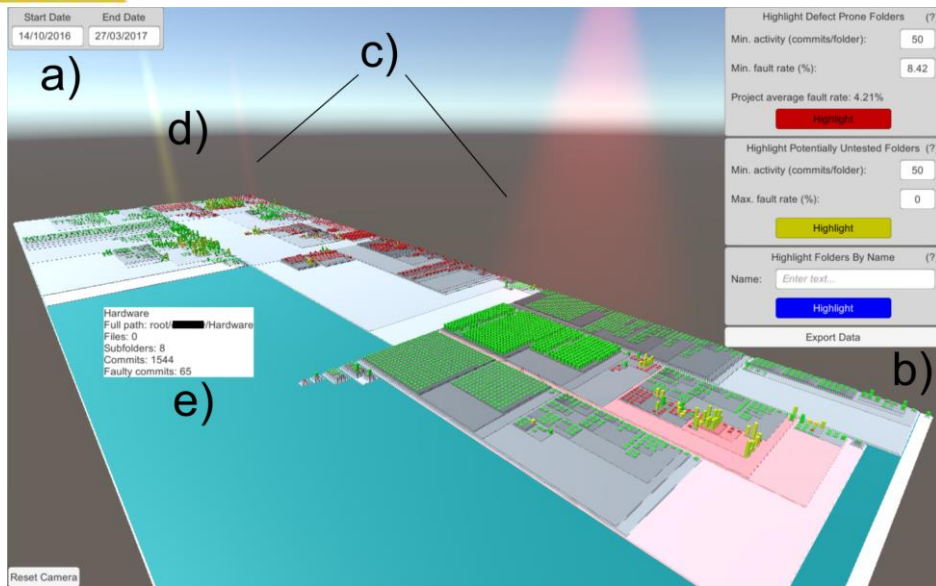 Start Date End Date
14/10/2016 27/03/2017
a)
c)
d)
Highlight Defect Prone Folders (?
Min. activity (commits/folder): 50
Min. fault rate (%): 8.42
Project average fault rate: 4.21%
Highlight
Highlight Potentially Untested Folders (?
Min. activity (commits/folder): 50
Max. fault rate (%): 0
Highlight
Highlight Folders By Name (?
Name: Enter text...
Highlight
Export Data
b)
Hardware
Full path: root/ /Hardware
Files: 0
Subfolders: 8
Commits: 1544
Faulty commits: 65
e)
Reset Camera